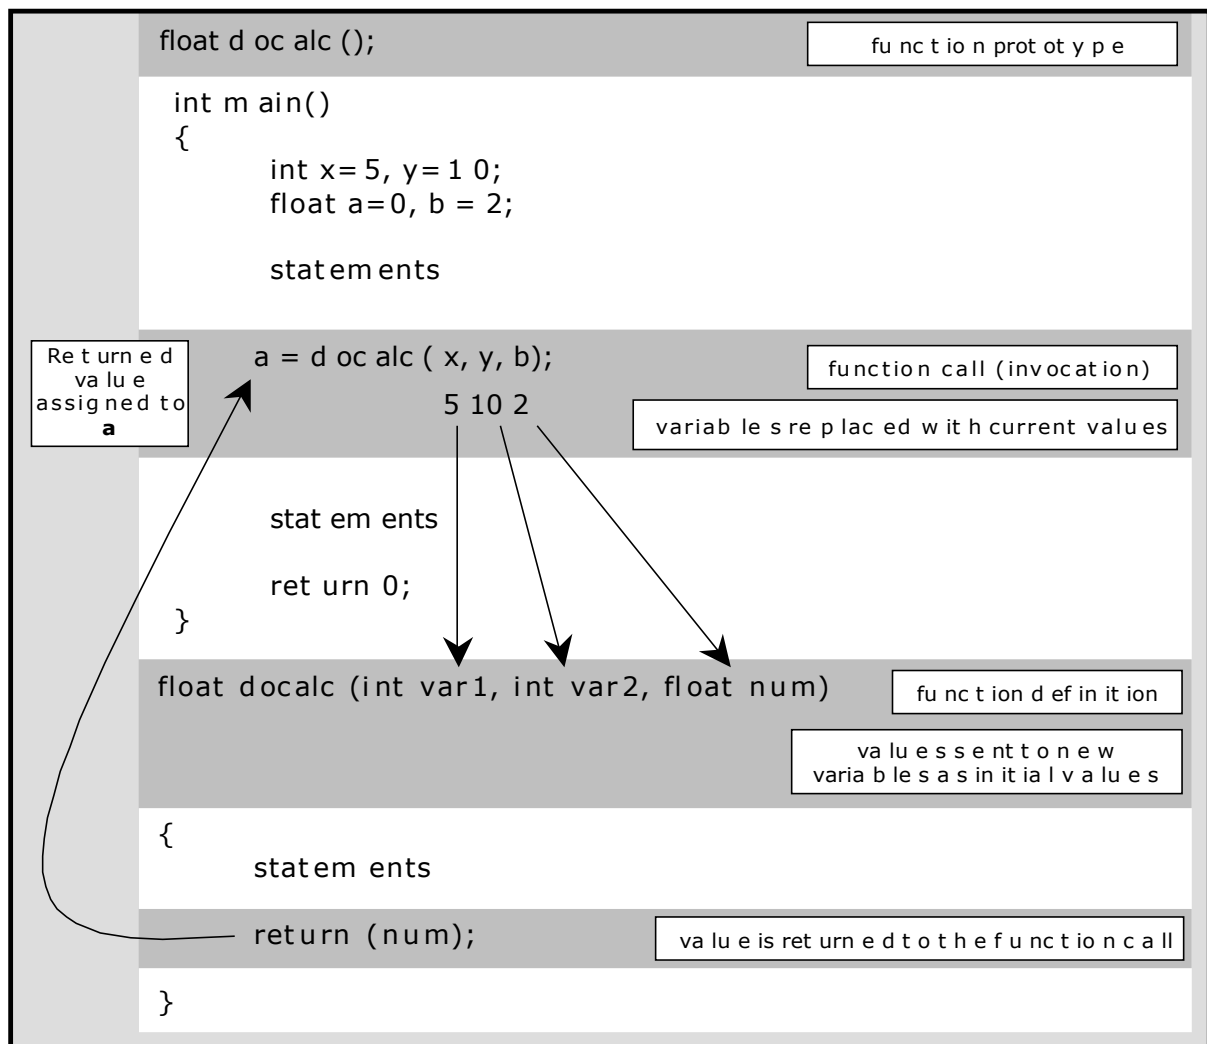 float docalc ();
function prototype
int main()
{
int x=5, y=10;
float a=0, b = 2;
statements
Returned
value
assigned to
a
a = docalc ( x, y, b);
function call (invocation)
5 10 2
variables replaced with current values
statements
return 0;
}
float docalc (int var1, int var2, float num)
function definition
values sent to new
variables as initial values
{
statements
return (num);
value is returned to the function call
}